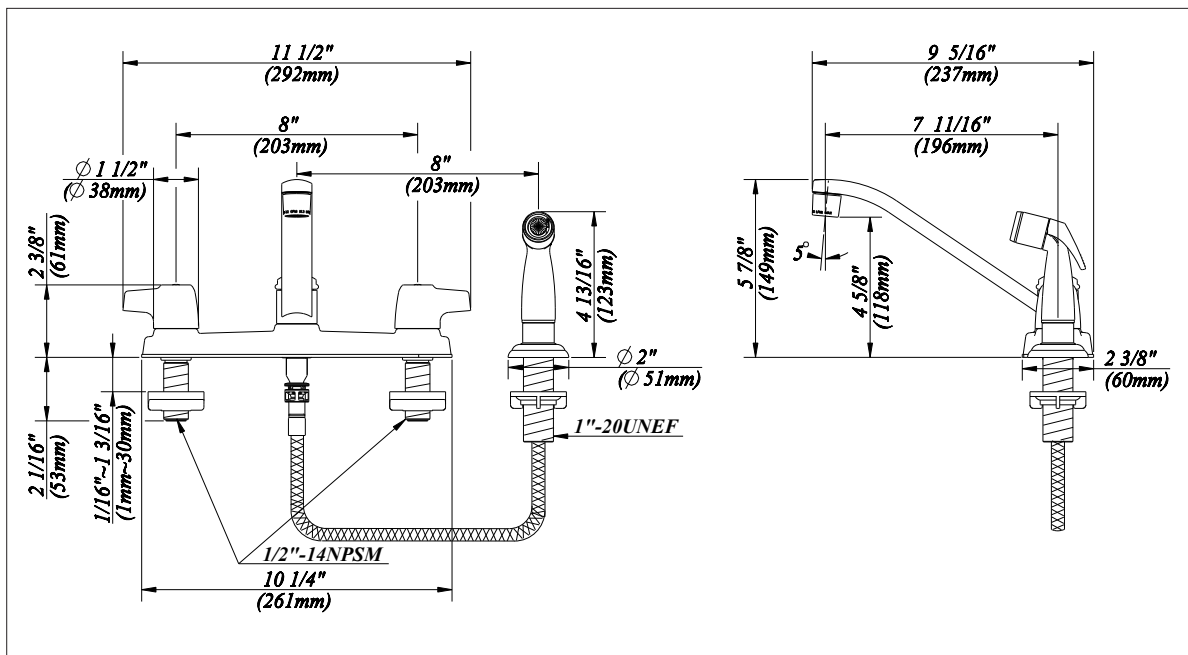 11 1/2"
(292mm)
8"
(203mm)
8"
(203mm)
∅ 1 1/2"
(∅ 38mm)
2 3/8"
(61mm)
4 13/16"
(123mm)
∅ 2"
(∅ 51mm)
1"-20UNEF
2 1/16"
(53mm)
1/16"~1 3/16"
(1mm~30mm)
1/2"-14NPSM
10 1/4"
(261mm)
9 5/16"
(237mm)
7 11/16"
(196mm)
5 7/8"
(149mm)
5°
4 5/8"
(118mm)
2 3/8"
(60mm)